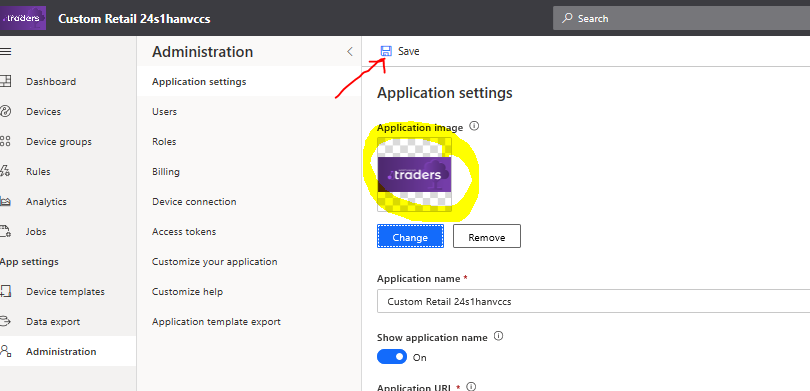 traders
Custom Retail 24s1hanvccs
Search
Dashboard
Devices
Device groups
Rules
Analytics
Jobs
App settings
Device templates
Data export
Administration
Administration
Application settings
Users
Roles
Billing
Device connection
Access tokens
Customize your application
Customize help
Application template export
Save
Application settings
Application image
traders
Change
Remove
Application name *
Custom Retail 24s1hanvccs
Show application name
On
Application URL *